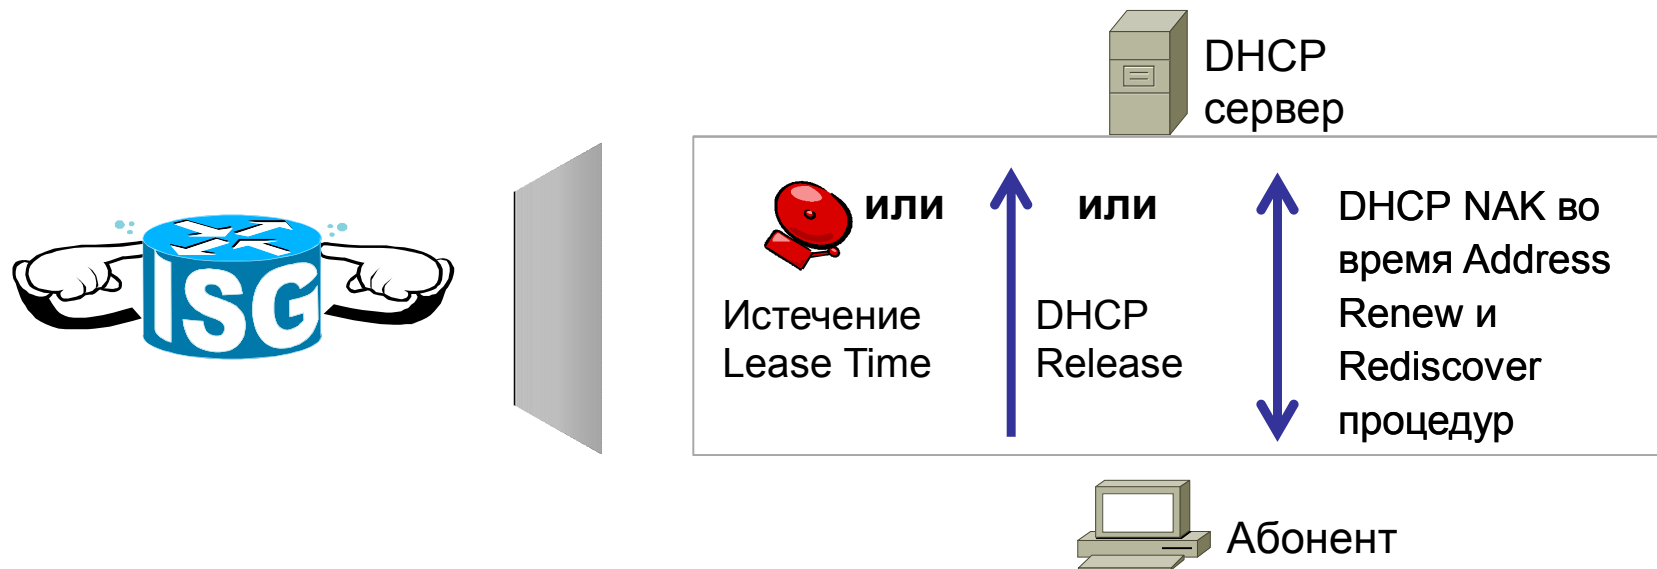 DHCP
сервер
ISG
или
или
Истечение
Lease Time
DHCP
Release
DHCP NAK во
время Address
Renew и
Rediscover
процедур
Абонент